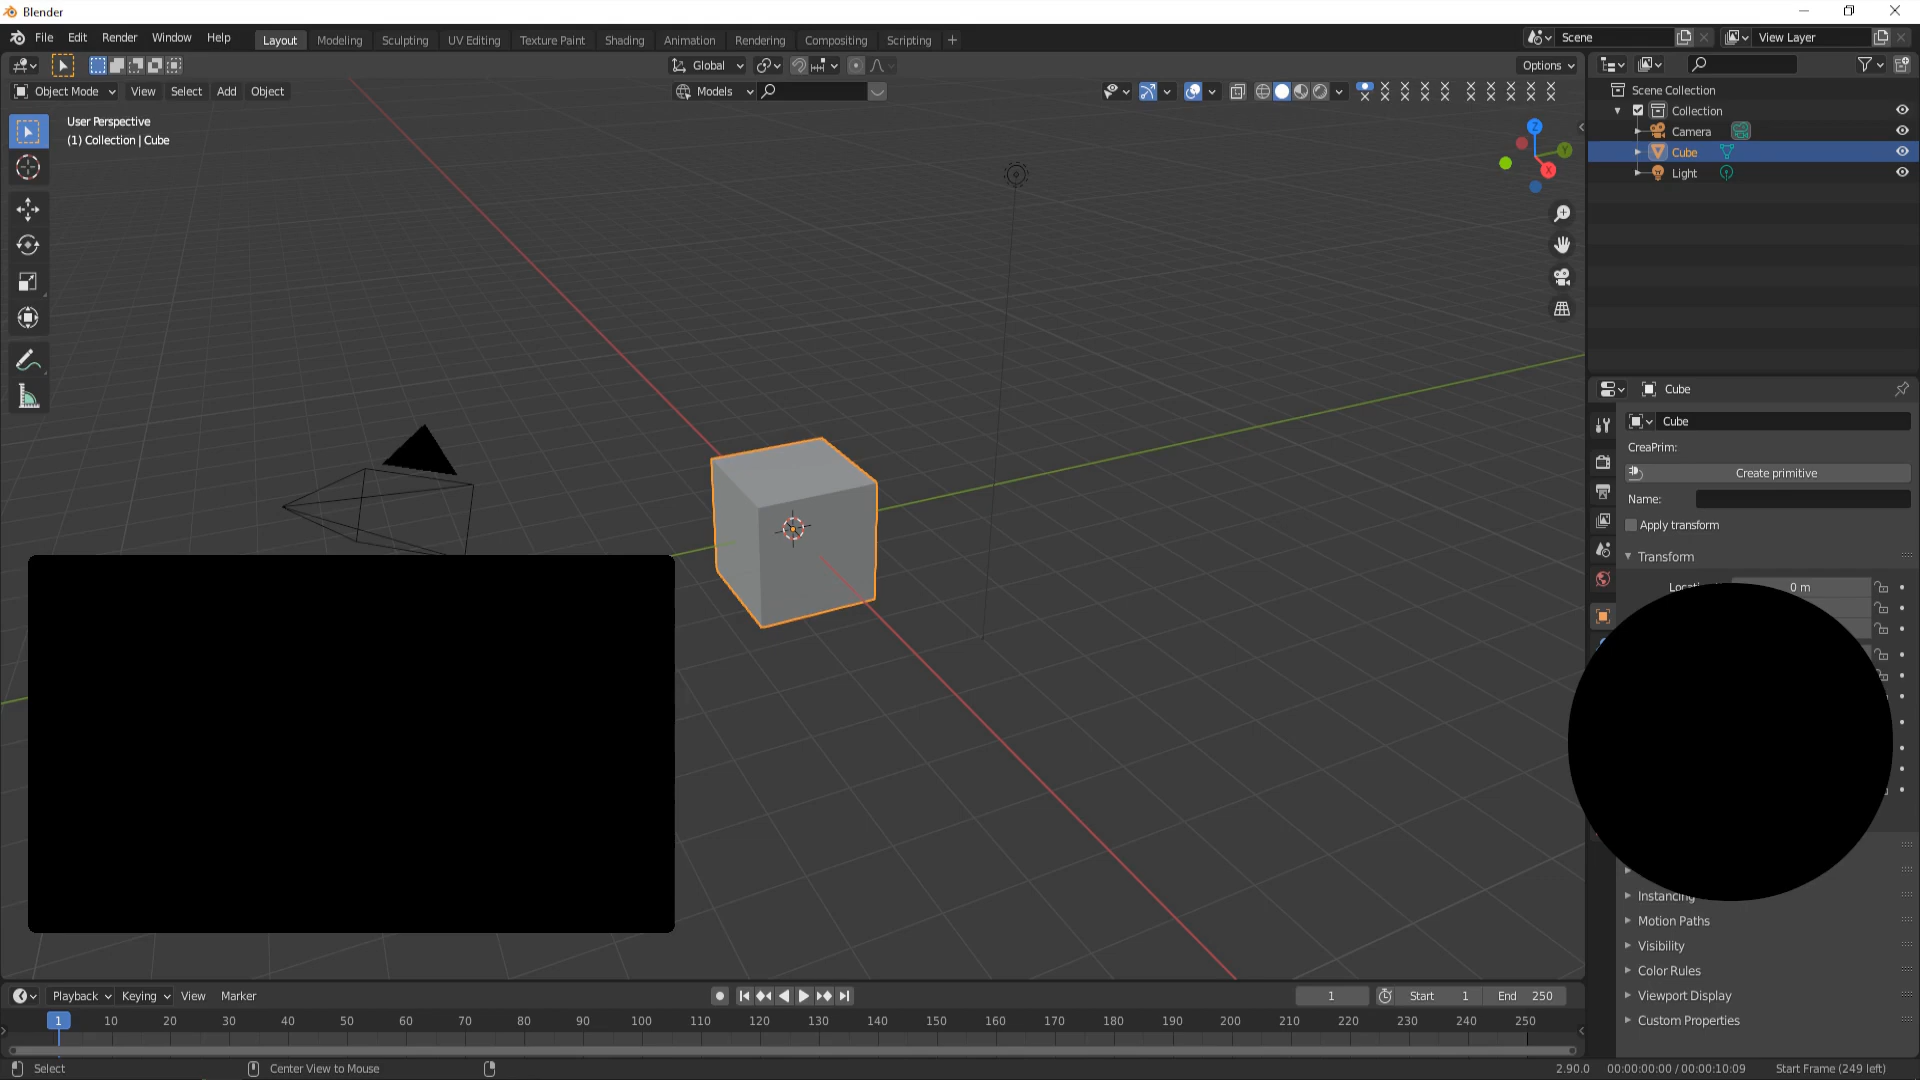 Blender
File Edit Render Window Help Layout Modeling Sculpting UV Editing Texture Paint Shading Animation Rendering Compositing Scripting + Scene View Layer
Global Options
Object Mode View Select Add Object Models
User Perspective
(1) Collection | Cube
Z
Y
X
Scene Collection
Collection
Camera
Cube
Light
Cube
Cube
CreaPrim:
Create primitive
Name:
Apply transform
Transform
0 m
Instancing
Motion Paths
Visibility
Color Rules
Viewport Display
Custom Properties
Playback Keying View Marker 1 Start 1 End 250
1 10 20 30 40 50 60 70 80 90 100 110 120 130 140 150 160 170 180 190 200 210 220 230 240 250
Select Center View to Mouse 2.90.0 00:00:00:00 / 00:00:10:09 Start Frame (249 left)